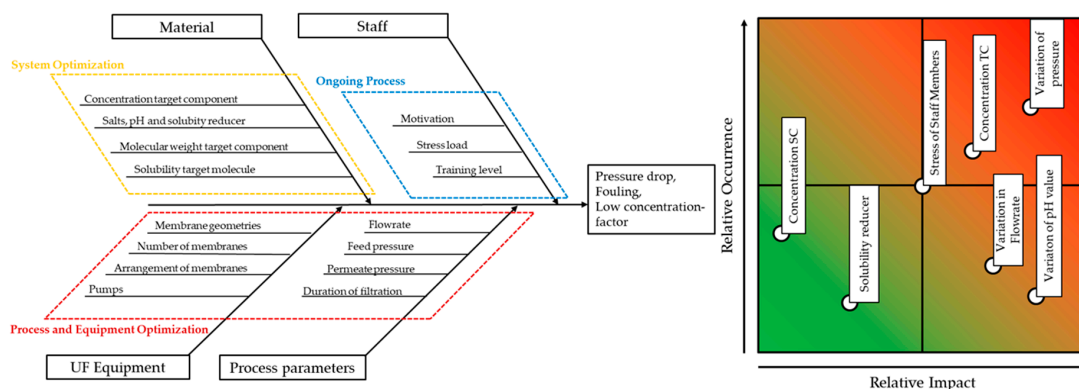 Material
Staff
System Optimization
Ongoing Process
Concentration target component
Salts, pH and solubity reducer
Molecular weight target component
Solubility target molecule
Motivation
Stress load
Training level
Pressure drop,
Fouling,
Low concentration-
factor
Membrane geometries
Number of membranes
Arrangement of membranes
Pumps
Flowrate
Feed pressure
Permeate pressure
Duration of filtration
Process and Equipment Optimization
UF Equipment
Process parameters
Relative Occurrence
Concentration SC
Solubility reducer
Stress of Staff Members
Concentration TC
Variation in
Flowrate
Variation of
pressure
Variaton of pH value
Relative Impact